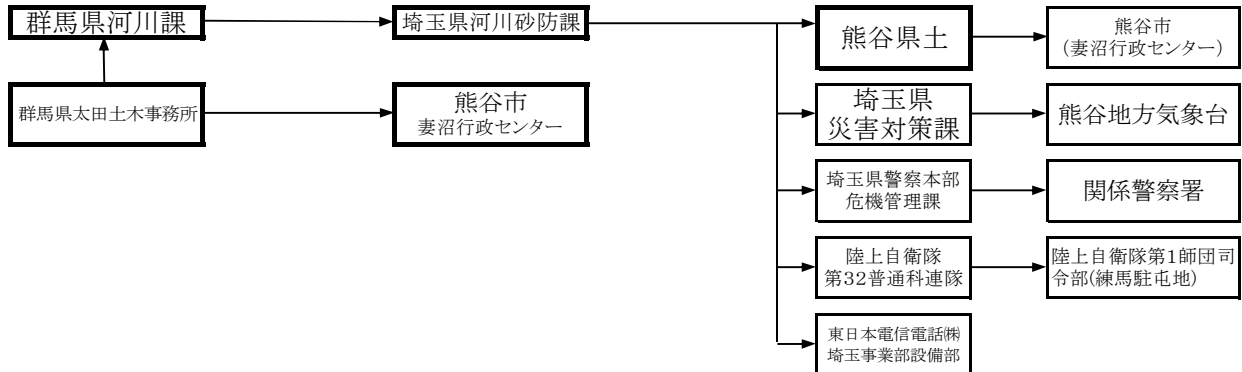 群馬県河川課
埼玉県河川砂防課
熊谷県土
熊谷市
(妻沼行政センター)
群馬県太田土木事務所
熊谷市
妻沼行政センター
埼玉県
災害対策課
熊谷地方気象台
埼玉県警察本部
危機管理課
関係警察署
陸上自衛隊
第32普通科連隊
陸上自衛隊第1師団司
令部(練馬駐屯地)
東日本電信電話㈱
埼玉事業部設備部